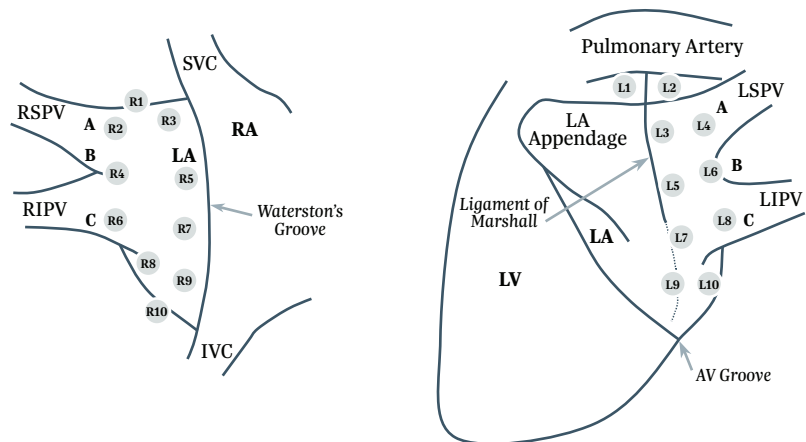 SVC
R1
RSPV
A
R2
R3
RA
B
LA
R4
R5
RIPV
C
R6
R7
Waterston's
Groove
R8
R9
R10
IVC
Pulmonary Artery
L1
L2
LSPV
A
LA
Appendage
L3
L4
B
L6
L5
Ligament of
Marshall
LIPV
L8
C
LA
L7
LV
L9
L10
AV Groove